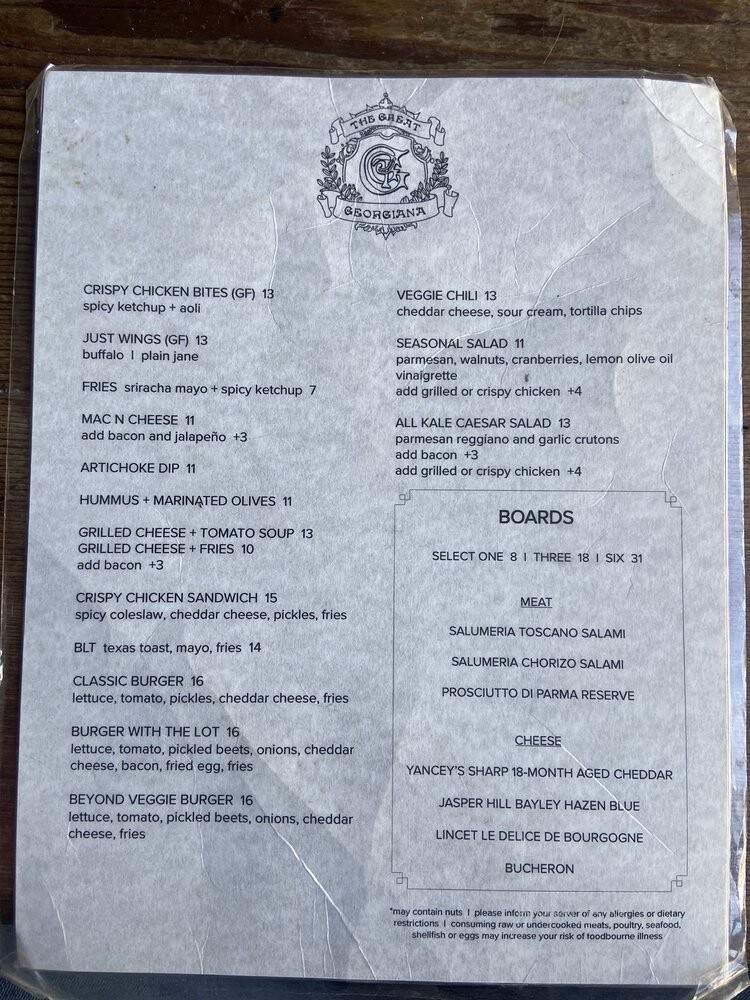 THE GREAT
GEORGIANA
CRISPY CHICKEN BITES (GF) 13
spicy ketchup + aoli
JUST WINGS (GF) 13
buffalo | plain jane
FRIES sriracha mayo + spicy ketchup 7
MAC N CHEESE 11
add bacon and jalapeño +3
ARTICHOKE DIP 11
HUMMUS + MARINATED OLIVES 11
GRILLED CHEESE + TOMATO SOUP 13
GRILLED CHEESE + FRIES 10
add bacon +3
CRISPY CHICKEN SANDWICH 15
spicy coleslaw, cheddar cheese, pickles, fries
BLT texas toast, mayo, fries 14
CLASSIC BURGER 16
lettuce, tomato, pickles, cheddar cheese, fries
BURGER WITH THE LOT 16
lettuce, tomato, pickled beets, onions, cheddar
cheese, bacon, fried egg, fries
BEYOND VEGGIE BURGER 16
lettuce, tomato, pickled beets, onions, cheddar
cheese, fries
VEGGIE CHILI 13
cheddar cheese, sour cream, tortilla chips
SEASONAL SALAD 11
parmesan, walnuts, cranberries, lemon olive oil
vinaigrette
add grilled or crispy chicken +4
ALL KALE CAESAR SALAD 13
parmesan reggiano and garlic crutons
add bacon +3
add grilled or crispy chicken +4
BOARDS
SELECT ONE 8 | THREE 18 | SIX 31
MEAT
SALUMERIA TOSCANO SALAMI
SALUMERIA CHORIZO SALAMI
PROSCIUTTO DI PARMA RESERVE
CHEESE
YANCEY'S SHARP 18-MONTH AGED CHEDDAR
JASPER HILL BAYLEY HAZEN BLUE
LINCET LE DELICE DE BOURGOGNE
BUCHERON
*may contain nuts | please inform your server of any allergies or dietary
restrictions | consuming raw or undercooked meats, poultry, seafood,
shellfish or eggs may increase your risk of foodbourne illness